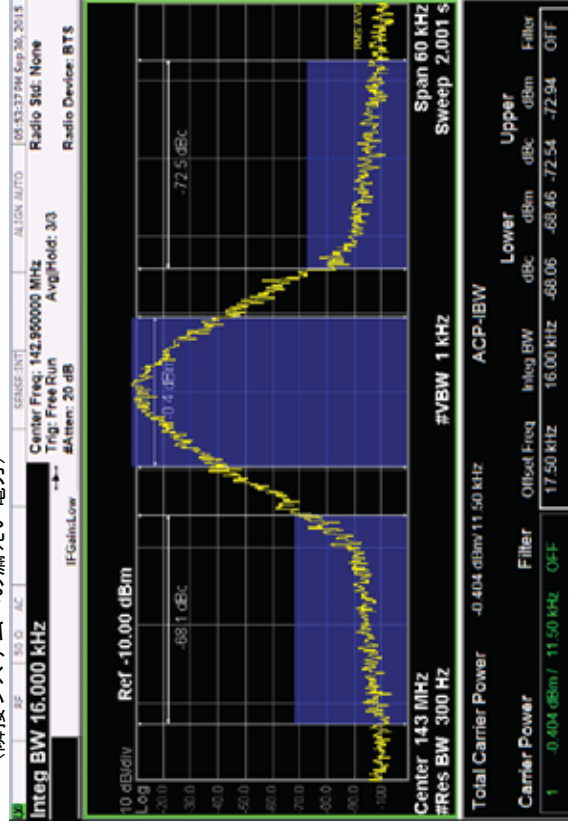 RF 50 Ω AC SENSE:INT ALIGN AUTO 05:53:37 PM Sep 30, 2015
Integ BW 16.000 kHz Center Freq: 142.950000 MHz Radio Std: None
Trig: Free Run Avg|Hold: 3/3
IFGain:Low #Atten: 20 dB Radio Device: BTS
10 dB/div Ref -10.00 dBm
Log
-20.0
-30.0
-40.0
-50.0
-60.0
-70.0
-80.0
-90.0
-100
-68.1 dBc
-0.4 dBm
-72.5 dBc
RMS AVG
Center 143 MHz Span 60 kHz
#Res BW 300 Hz #VBW 1 kHz Sweep 2.001 s
Total Carrier Power -0.404 dBm/ 11.50 kHz ACP-IBW
Lower Upper
Carrier Power Filter Offset Freq Integ BW dBc dBm dBc dBm Filter
1 -0.404 dBm / 11.50 kHz OFF 17.50 kHz 16.00 kHz -68.06 -68.46 -72.54 -72.94 OFF